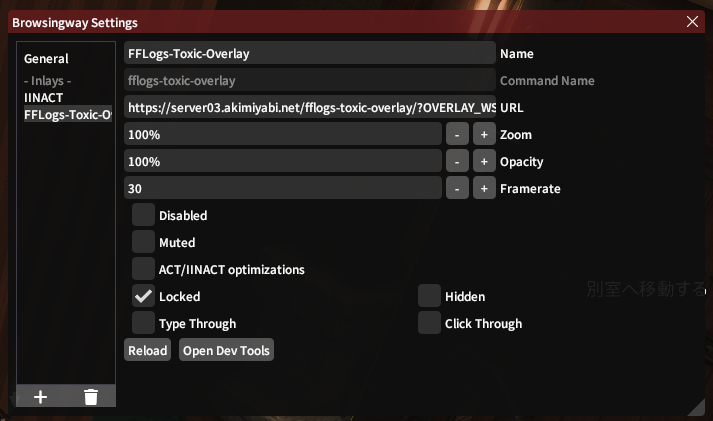 Browsingway Settings
General
- Inlays -
IINACT
FFLogs-Toxic-O
FFLogs-Toxic-Overlay Name
fflogs-toxic-overlay Command Name
https://server03.akimiyabi.net/fflogs-toxic-overlay/?OVERLAY_WS URL
100% - + Zoom
100% - + Opacity
30 - + Framerate
Disabled
Muted
ACT/IINACT optimizations
Locked Hidden
別室へ移動する
Type Through Click Through
Reload Open Dev Tools